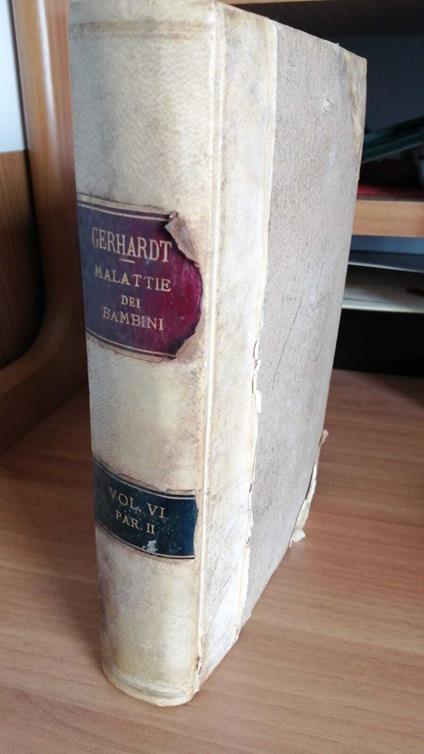 GERHARDT
MALATTIE
DEI
BAMBINI
VOL. VI
PAR. II